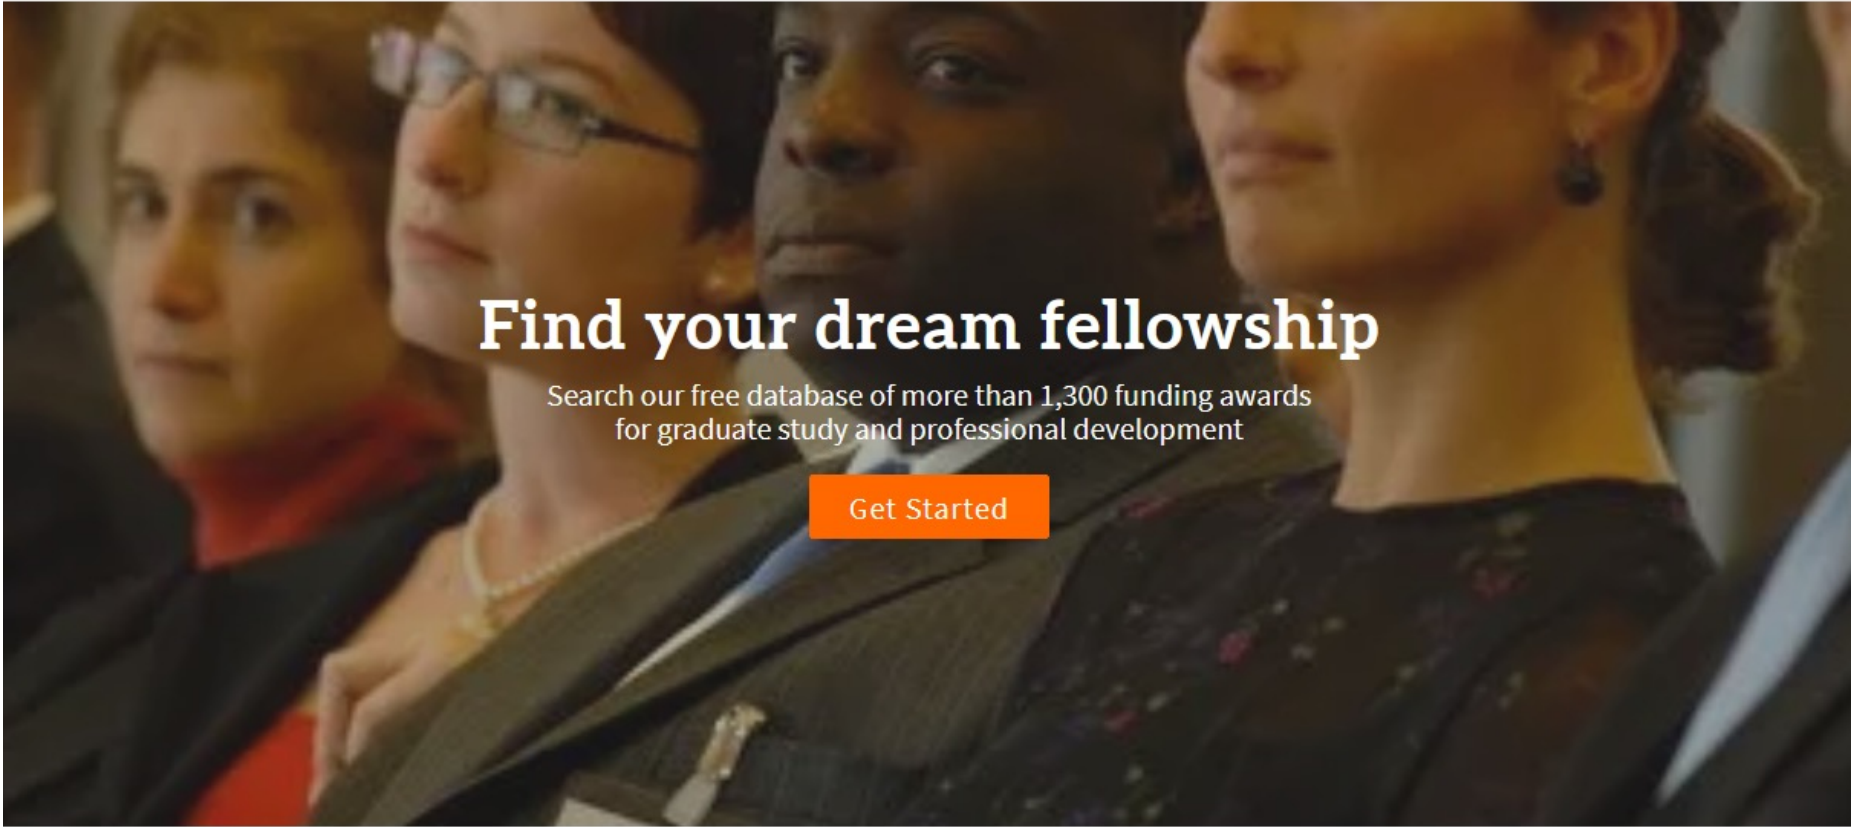 Find your dream fellowship
Search our free database of more than 1,300 funding awards
for graduate study and professional development
Get Started